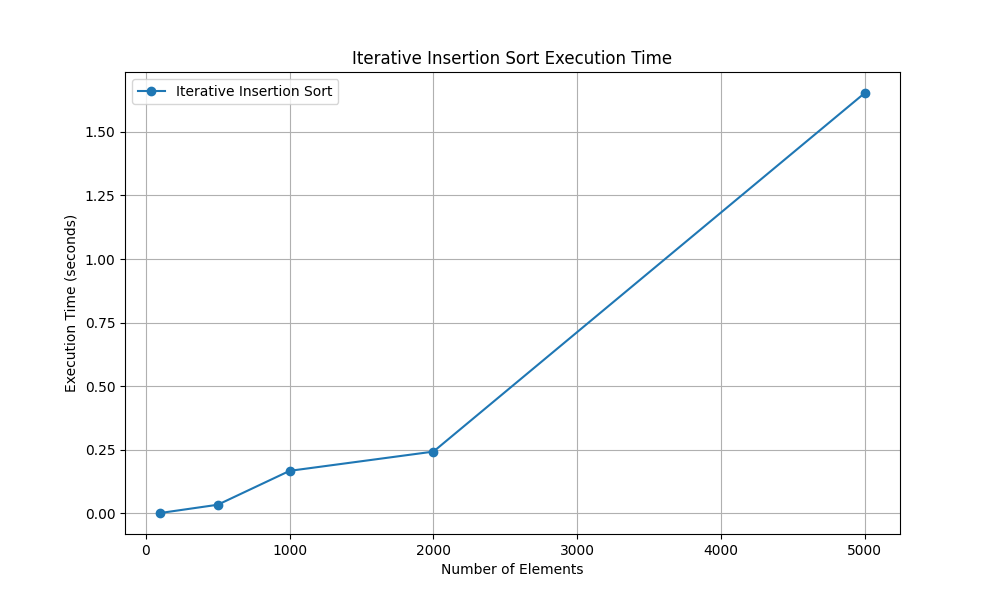 Iterative Insertion Sort Execution Time
Iterative Insertion Sort
Execution Time (seconds)
1.50
1.25
1.00
0.75
0.50
0.25
0.00
0 1000 2000 3000 4000 5000
Number of Elements